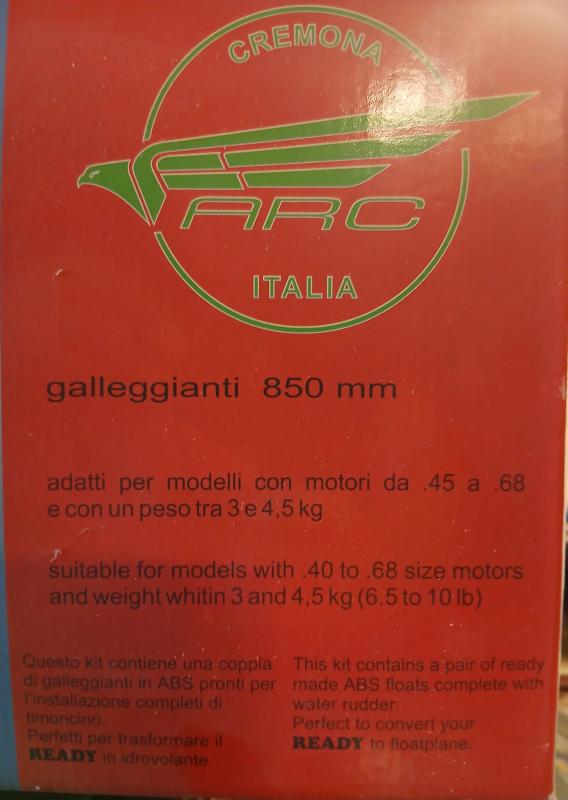 CREMONA
ARC
ITALIA
galleggianti 850 mm
adatti per modelli con motori da .45 a .68
e con un peso tra 3 e 4,5 kg
suitable for models with .40 to .68 size motors
and weight whitin 3 and 4,5 kg (6.5 to 10 lb)
Questo kit contiene una coppia
di galleggianti in ABS pronti per
l'installazione completi di
timoncino.
Perfetti per trasformare il
READY in idrovolante.
This kit contains a pair of ready
made ABS floats complete with
water rudder.
Perfect to convert your
READY to floatplane.